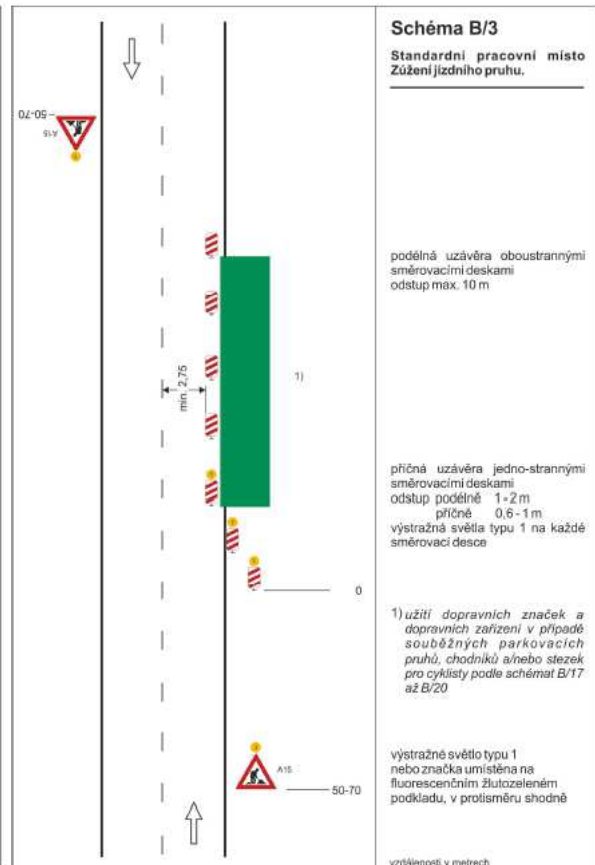 Schéma B/3
Standardní pracovní místo
Zúžení jízdního pruhu.
50-70
A15
podélná uzávěra oboustrannými
směrovacími deskami
odstup max. 10 m
1)
min. 2,75
příčná uzávěra jedno-strannými
směrovacími deskami
odstup podélně 1-2 m
příčně 0,6 - 1 m
výstražná světla typu 1 na každé
směrovací desce
0
1) užití dopravních značek a
dopravních zařízení v případě
souběžných parkovacích
pruhů, chodníků a/nebo stezek
pro cyklisty podle schémat B/17
až B/20
výstražné světlo typu 1
nebo značka umístěna na
fluorescenčním žlutozeleném
podkladu, v protisměru shodně
A15
50-70
vzdálenosti v metrech